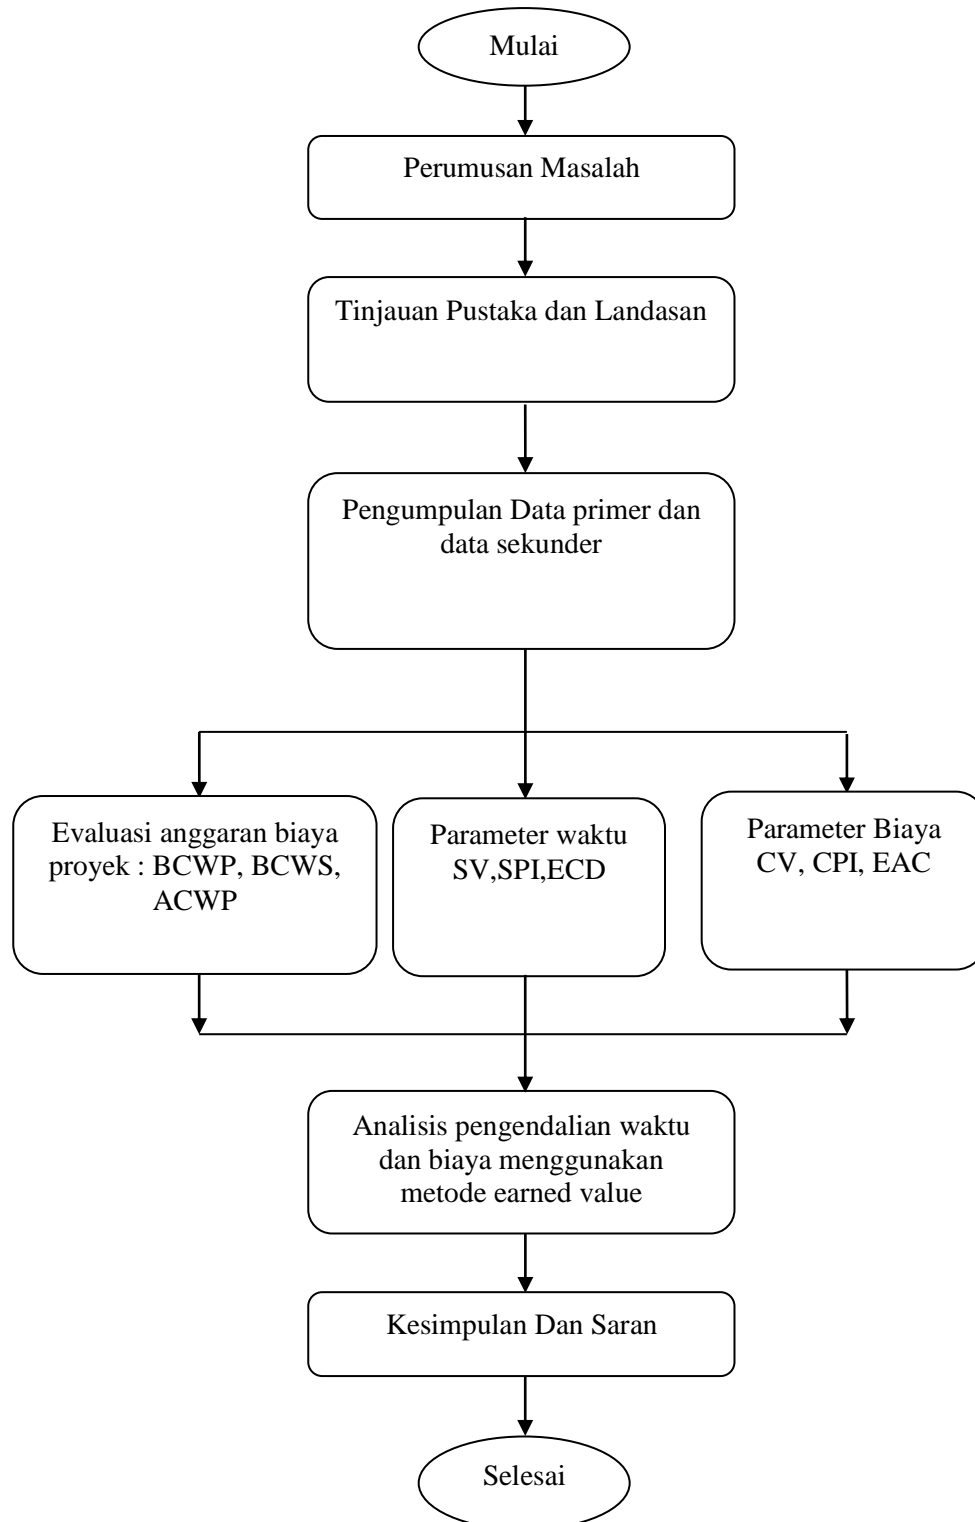 Mulai
Perumusan Masalah
Tinjauan Pustaka dan Landasan
Pengumpulan Data primer dan
data sekunder
Evaluasi anggaran biaya
proyek : BCWP, BCWS,
ACWP
Parameter waktu
SV,SPI,ECD
Parameter Biaya
CV, CPI, EAC
Analisis pengendalian waktu
dan biaya menggunakan
metode earned value
Kesimpulan Dan Saran
Selesai